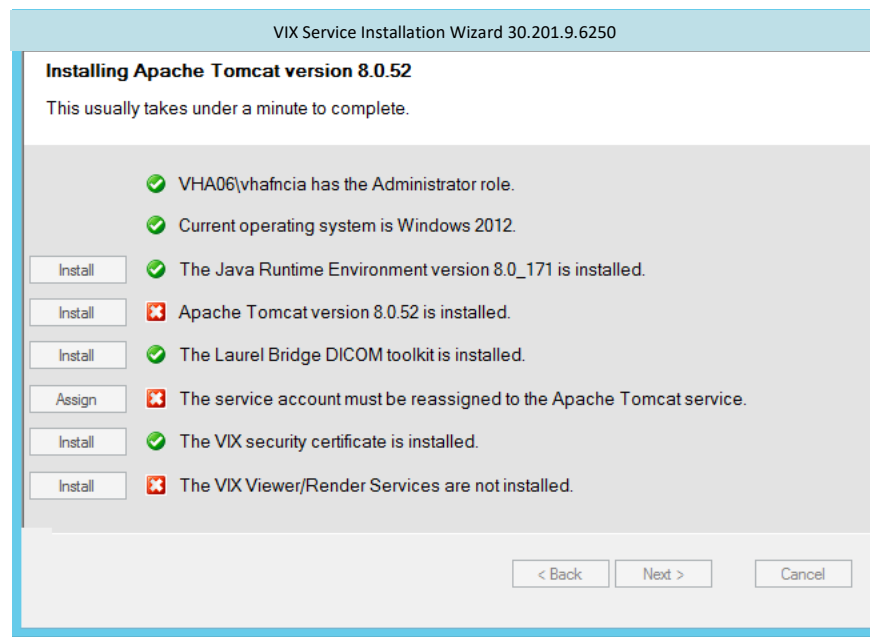 VIX Service Installation Wizard 30.201.9.6250
Installing Apache Tomcat version 8.0.52
This usually takes under a minute to complete.
VHA06\vhafncia has the Administrator role.
Current operating system is Windows 2012.
Install The Java Runtime Environment version 8.0_171 is installed.
Install Apache Tomcat version 8.0.52 is installed.
Install The Laurel Bridge DICOM toolkit is installed.
Assign The service account must be reassigned to the Apache Tomcat service.
Install The VIX security certificate is installed.
Install The VIX Viewer/Render Services are not installed.
< Back Next > Cancel